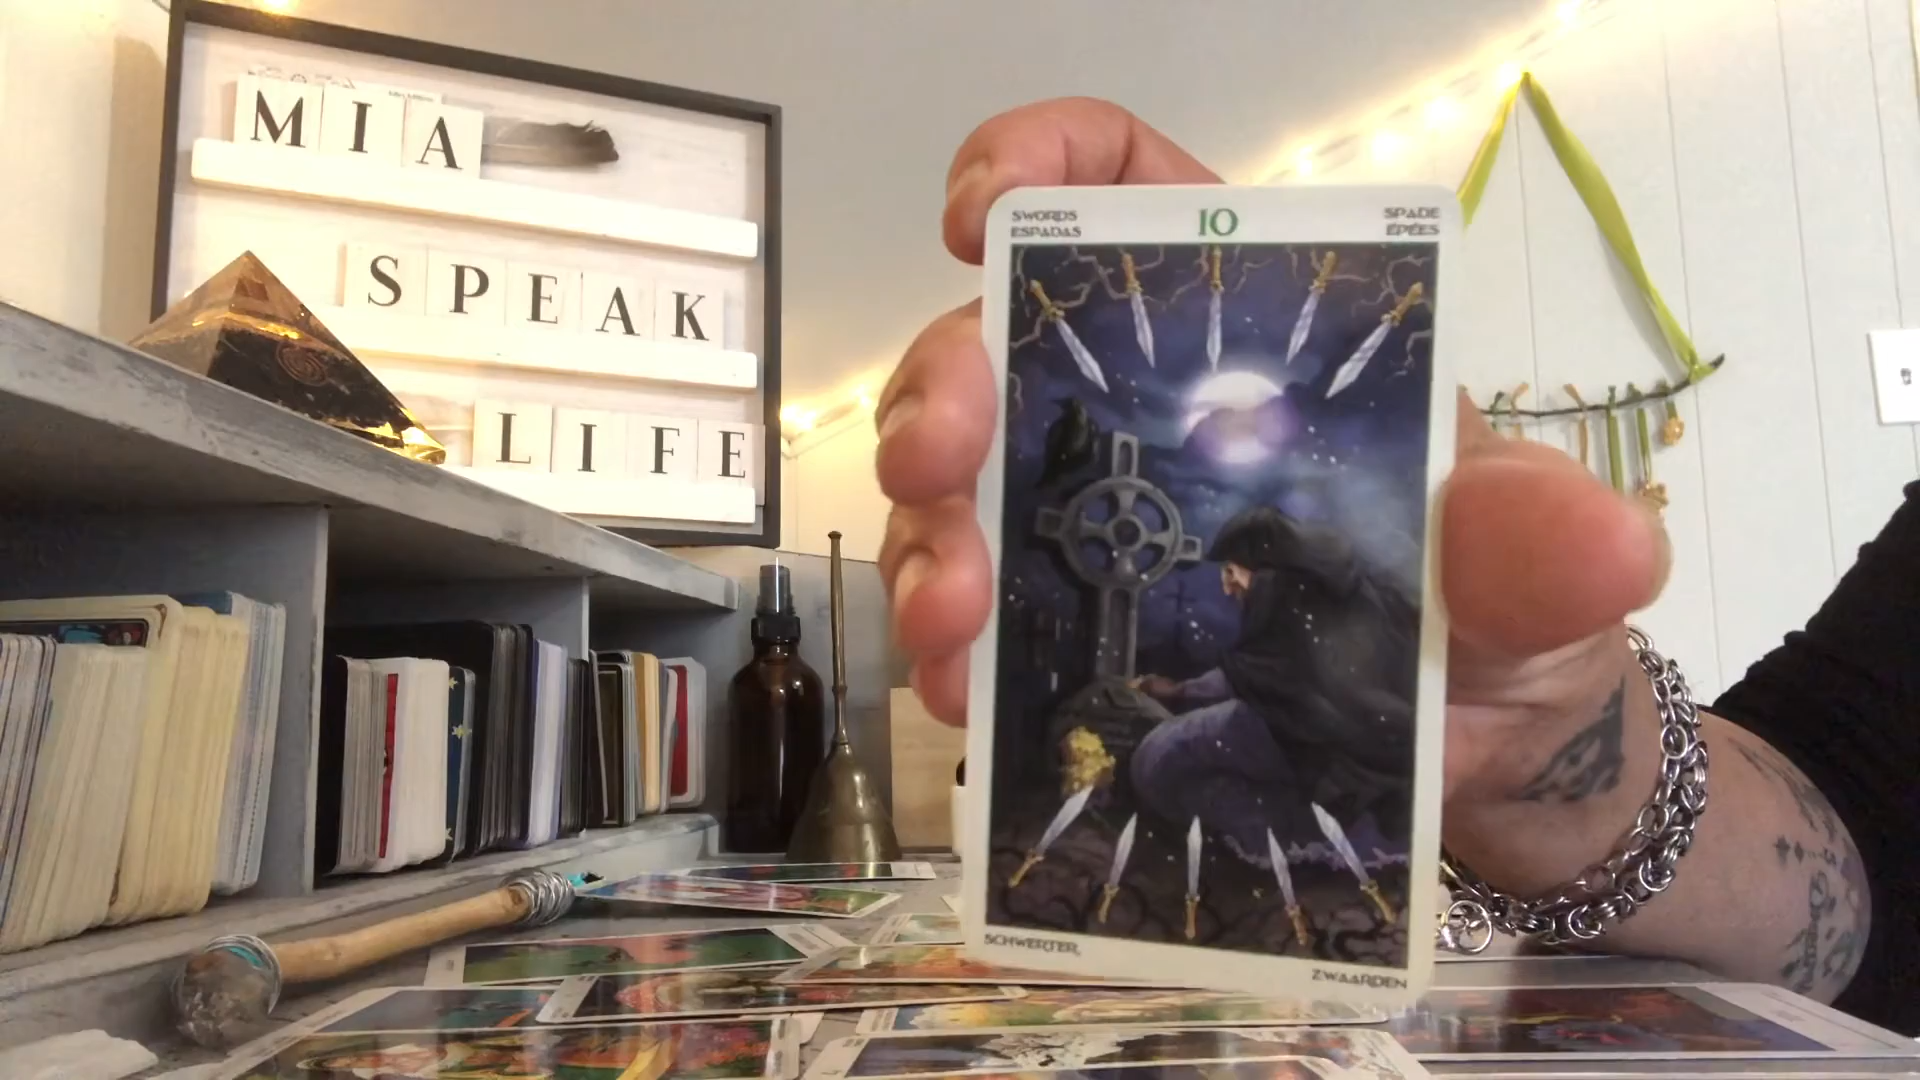 MIA
SPEAK
LIFE
SWORDS
ESPADAS
10
SPADE
ÉPÉES
SCHWERTER
ZWAARDEN